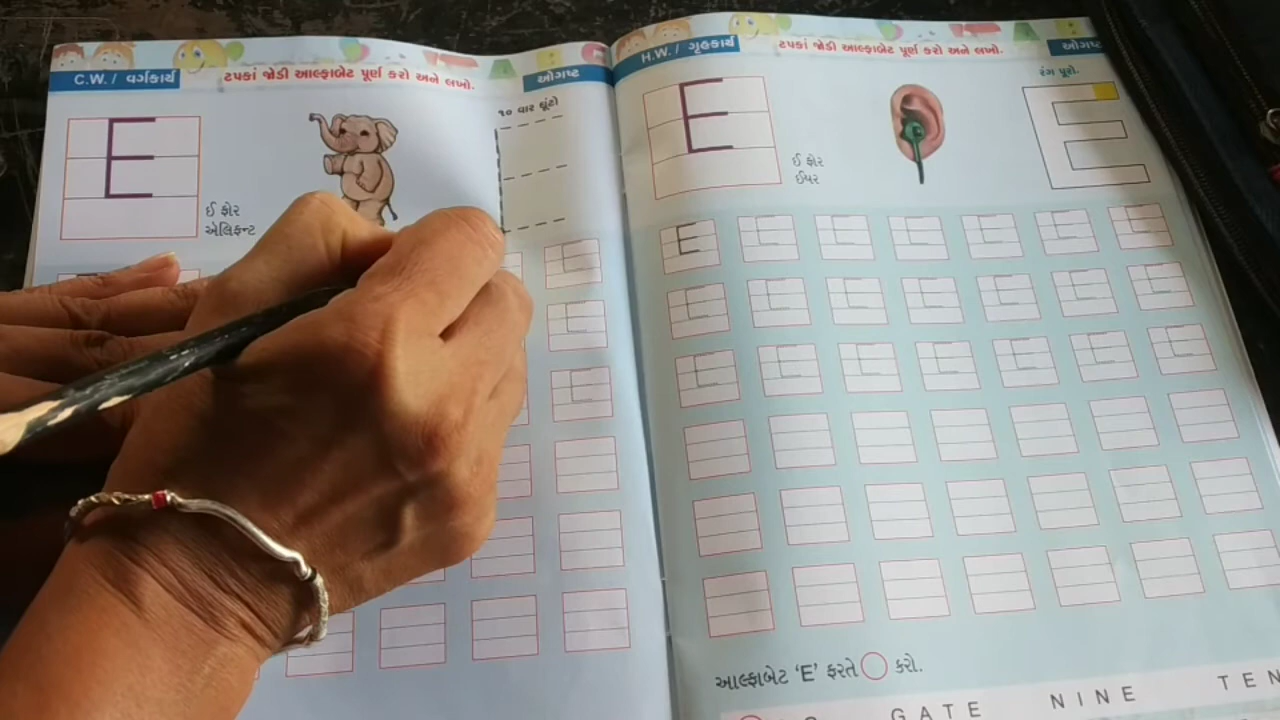 C.W. / વર્ગકાર્ય
ટપકાં જોડી આલ્ફાબેટ પૂર્ણ કરો અને લખો.
ઓગષ્ટ
E
ઈ ફોર
એલિફન્ટ
૧૦ વાર ઘૂંટો
E
E
E
E
H.W. / ગૃહકાર્ય
ટપકાં જોડી આલ્ફાબેટ પૂર્ણ કરો અને લખો.
ઓગષ્ટ
E
ઈ ફોર
ઈયર
રંગ પૂરો.
E
E E E E E E E
E E E E E E E
E E E E E E E
આલ્ફાબેટ 'E' ફરતે ◯ કરો.
GATE NINE TEN